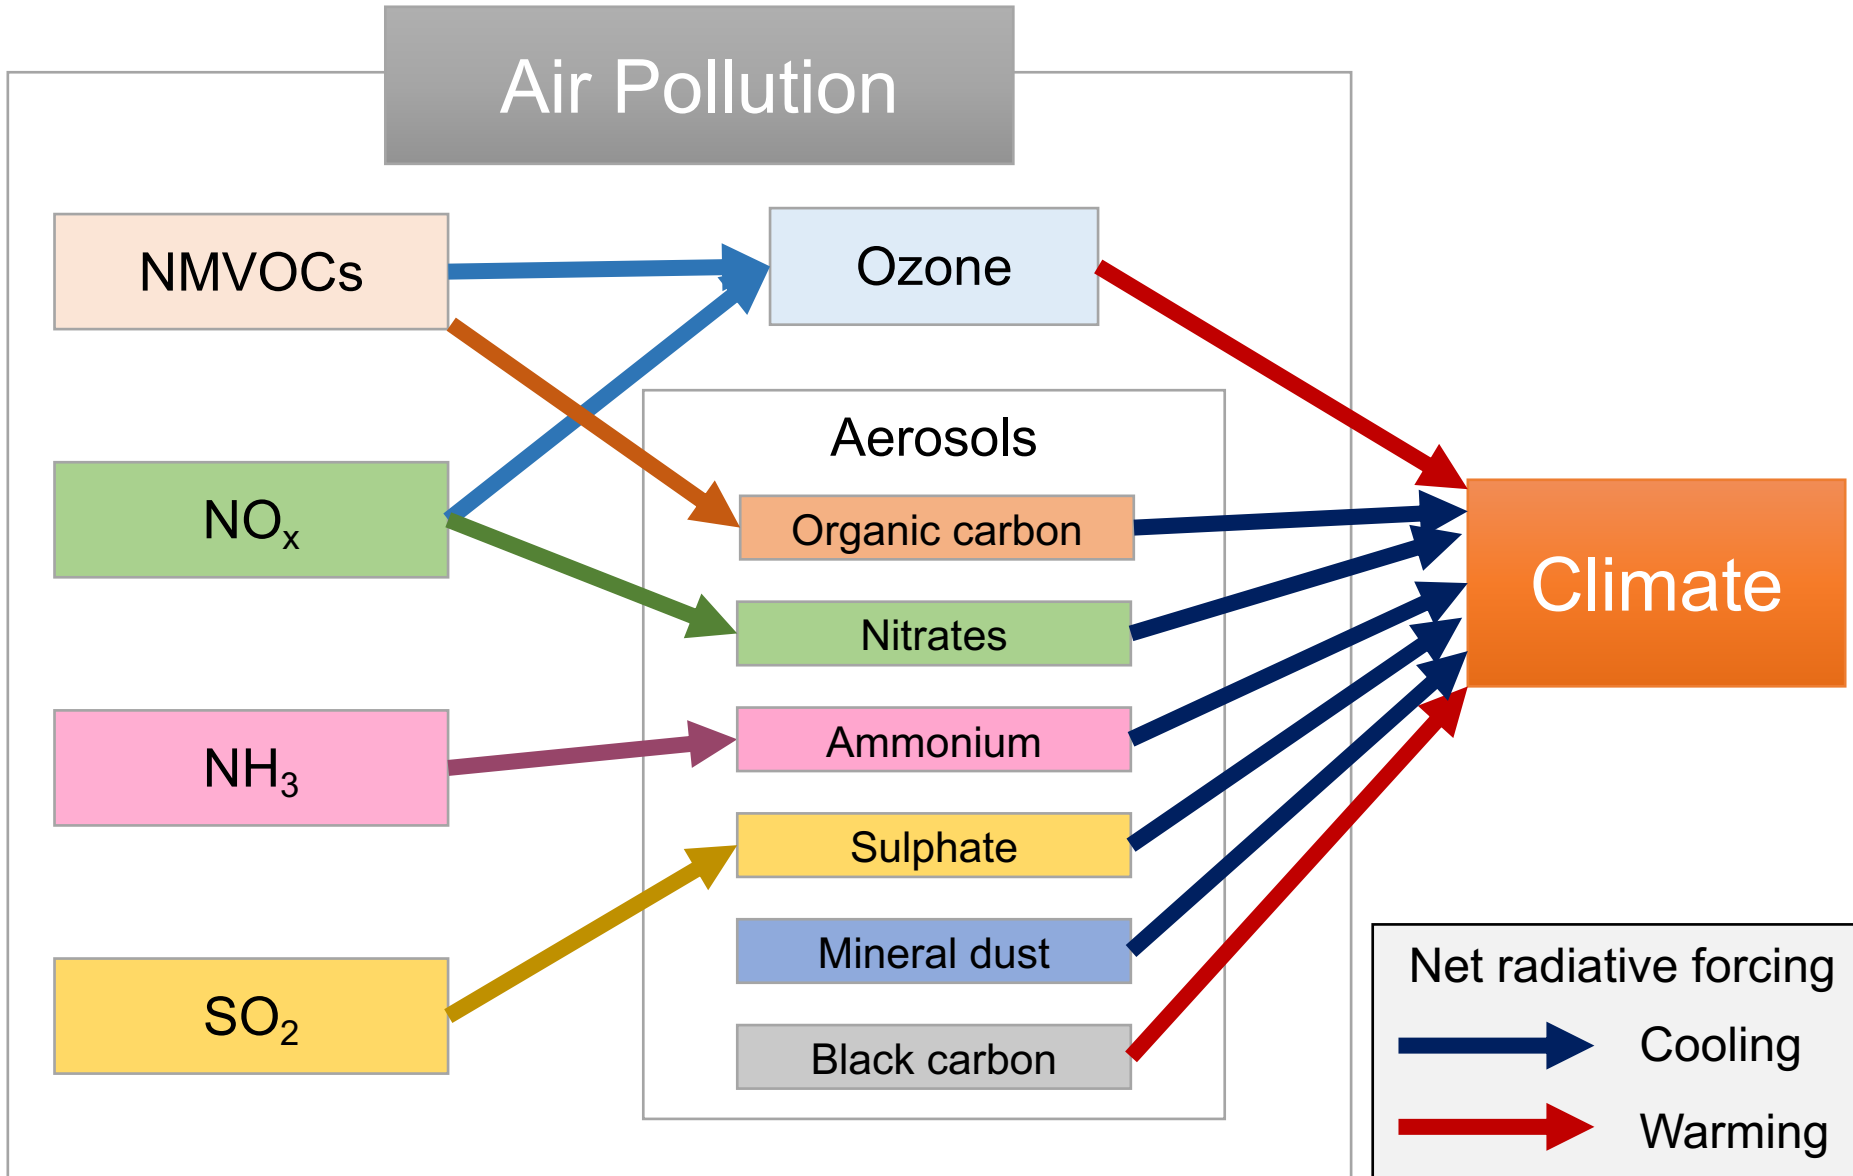 Air Pollution
NMVOCs
Ozone
Aerosols
NOₓ
Organic carbon
Nitrates
Climate
NH₃
Ammonium
Sulphate
SO₂
Mineral dust
Black carbon
Net radiative forcing
Cooling
Warming